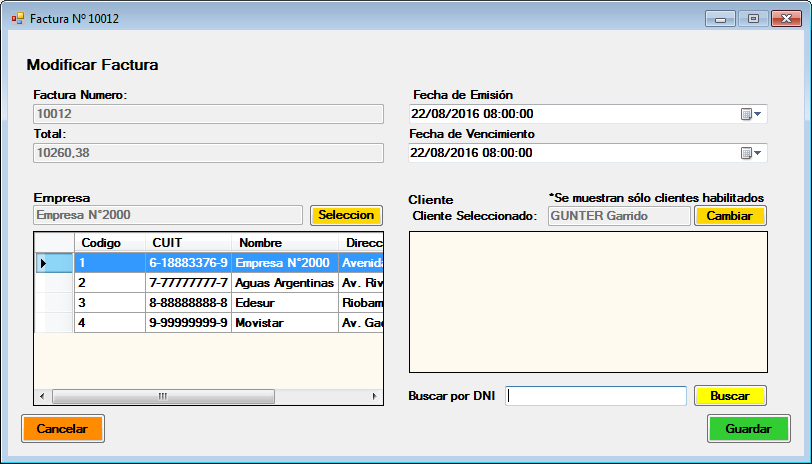 Factura Nº 10012
Modificar Factura
Factura Numero:
10012
Total:
10260,38
Fecha de Emisión
22/08/2016 08:00:00
Fecha de Vencimiento
22/08/2016 08:00:00
Empresa
Empresa N°2000 Seleccion
Codigo CUIT Nombre Direcc
1 6-18883376-9 Empresa N°2000 Avenida
2 7-77777777-7 Aguas Argentinas Av. Riv
3 8-88888888-8 Edesur Riobam
4 9-99999999-9 Movistar Av. Gao
Cliente *Se muestran sólo clientes habilitados
Cliente Seleccionado: GUNTER Garrido Cambiar
Buscar por DNI Buscar
Cancelar
Guardar